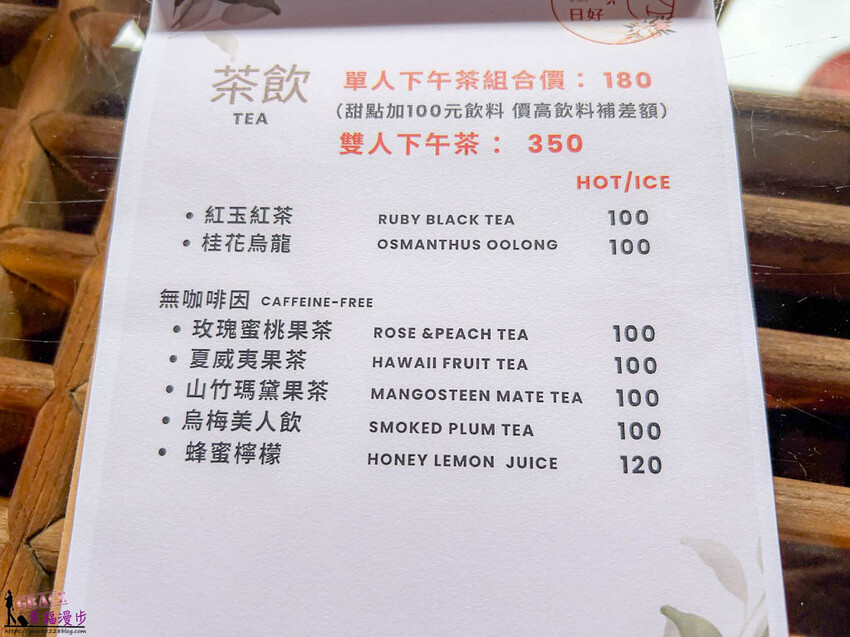 日好
茶飲
TEA
單人下午茶組合價： 180
(甜點加100元飲料 價高飲料補差額)
雙人下午茶： 350
HOT/ICE
• 紅玉紅茶 RUBY BLACK TEA 100
• 桂花烏龍 OSMANTHUS OOLONG 100
無咖啡因 CAFFEINE-FREE
• 玫瑰蜜桃果茶 ROSE &PEACH TEA 100
• 夏威夷果茶 HAWAII FRUIT TEA 100
• 山竹瑪黛果茶 MANGOSTEEN MATE TEA 100
• 烏梅美人飲 SMOKED PLUM TEA 100
• 蜂蜜檸檬 HONEY LEMON JUICE 120
幸福漫步